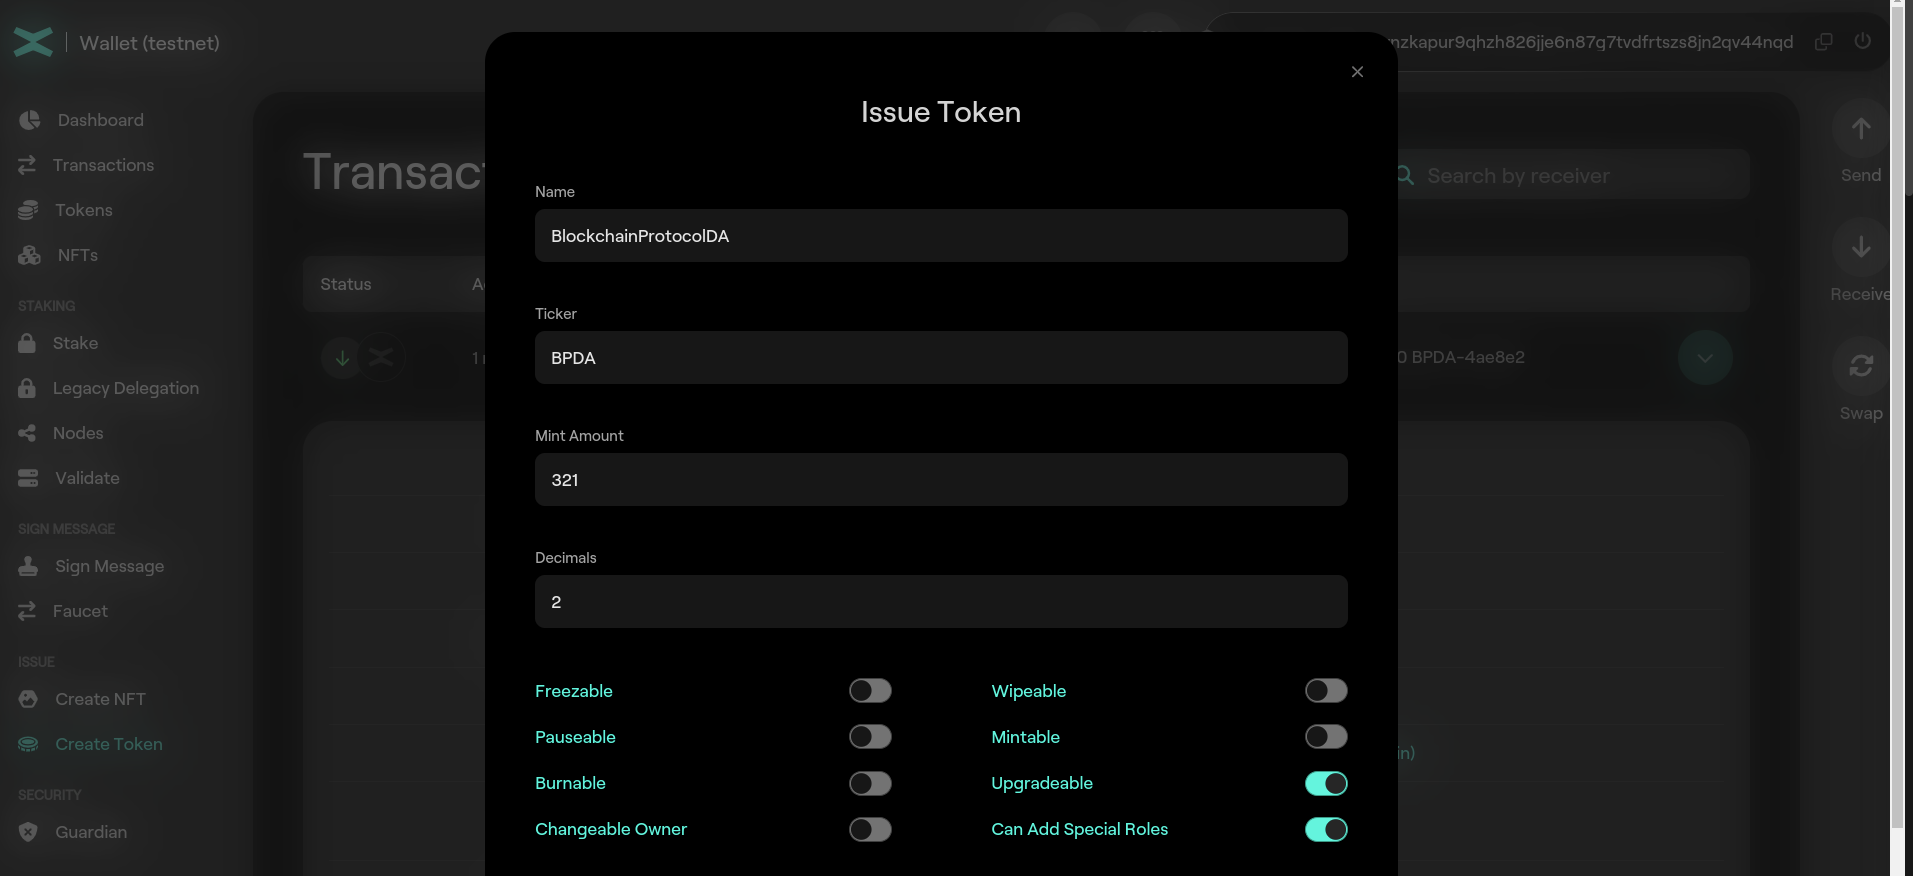 Wallet (testnet)
nzkapur9qhzh826jje6n87g7tvdfrtszs8jn2qv44nqd
Dashboard
Transactions
Tokens
NFTs
STAKING
Stake
Legacy Delegation
Nodes
Validate
SIGN MESSAGE
Sign Message
Faucet
ISSUE
Create NFT
Create Token
SECURITY
Guardian
Transact
Search by receiver
Status
0 BPDA-4ae8e2
in)
Send
Receive
Swap
Issue Token
Name
BlockchainProtocolDA
Ticker
BPDA
Mint Amount
321
Decimals
2
Freezable
Wipeable
Pauseable
Mintable
Burnable
Upgradeable
Changeable Owner
Can Add Special Roles